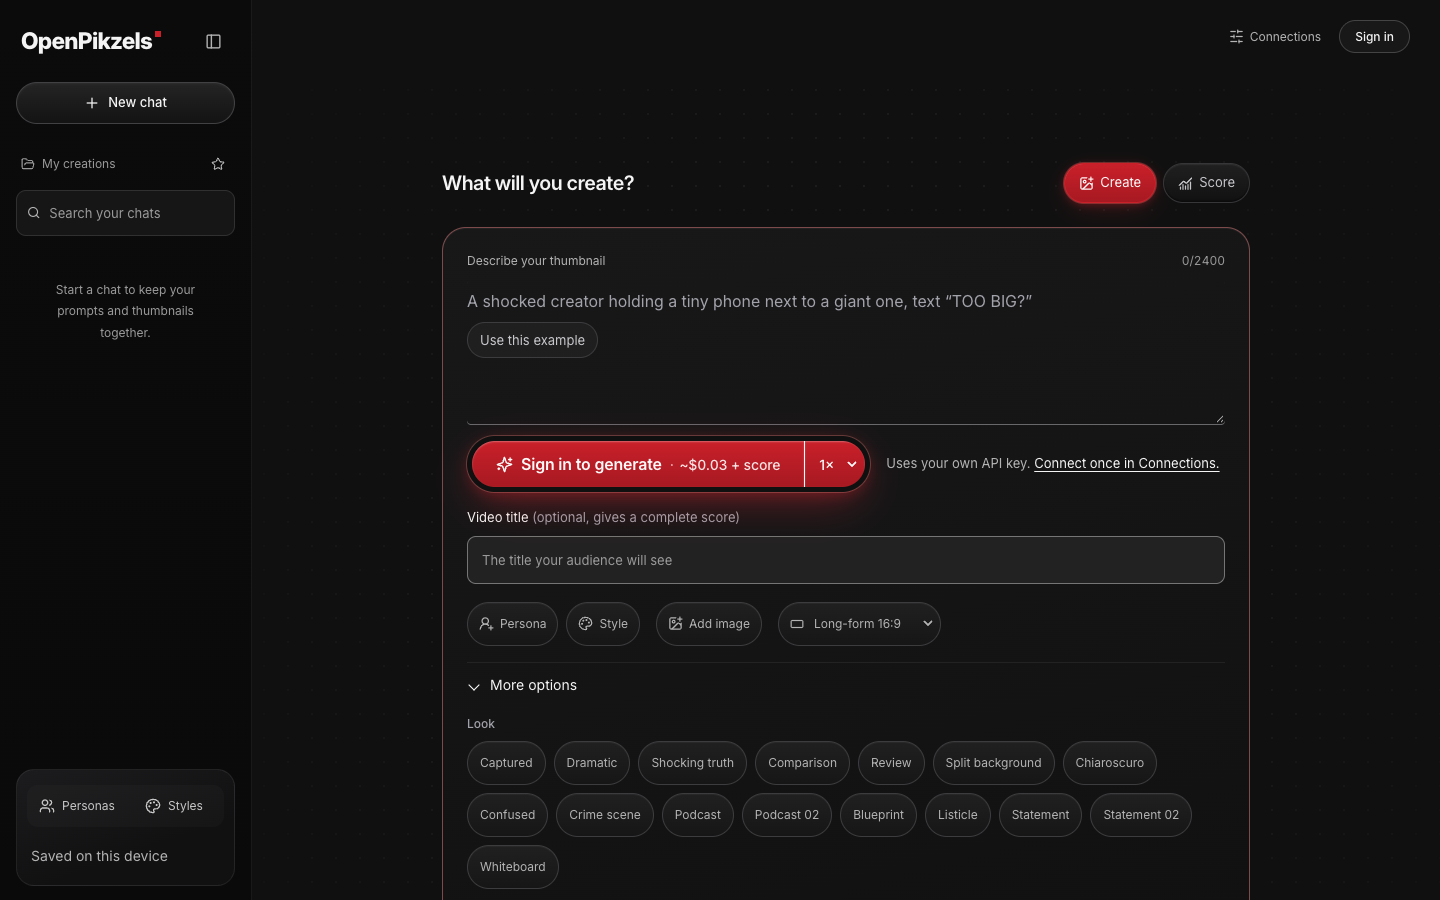 OpenPikzels
New chat
My creations
Search your chats
Start a chat to keep your
prompts and thumbnails
together.
Personas
Styles
Saved on this device
Connections
Sign in
What will you create?
Create
Score
Describe your thumbnail
0/2400
A shocked creator holding a tiny phone next to a giant one, text “TOO BIG?”
Use this example
Sign in to generate · ~$0.03 + score
1×
Uses your own API key. Connect once in Connections.
Video title (optional, gives a complete score)
The title your audience will see
Persona
Style
Add image
Long-form 16:9
More options
Look
Captured
Dramatic
Shocking truth
Comparison
Review
Split background
Chiaroscuro
Confused
Crime scene
Podcast
Podcast 02
Blueprint
Listicle
Statement
Statement 02
Whiteboard